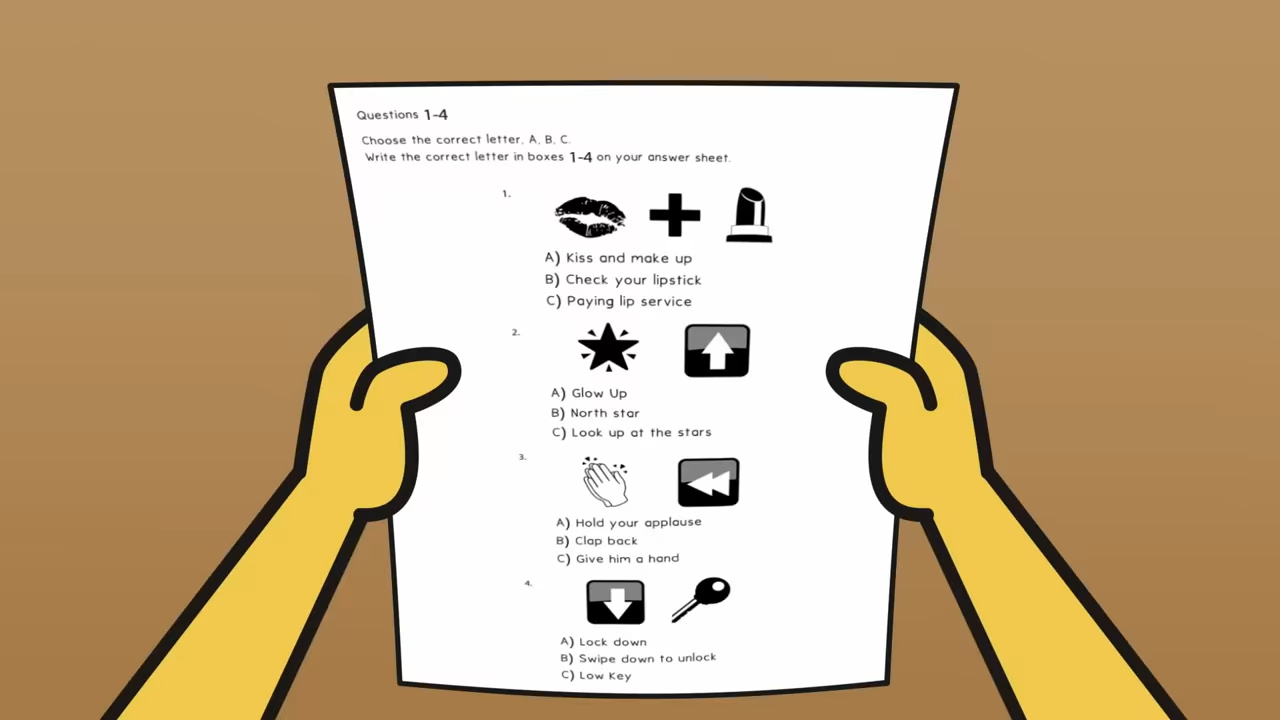 Questions 1-4
Choose the correct letter, A, B, C.
Write the correct letter in boxes 1-4 on your answer sheet.
1.
A) Kiss and make up
B) Check your lipstick
C) Paying lip service
2.
A) Glow Up
B) North star
C) Look up at the stars
3.
A) Hold your applause
B) Clap back
C) Give him a hand
4.
A) Lock down
B) Swipe down to unlock
C) Low Key